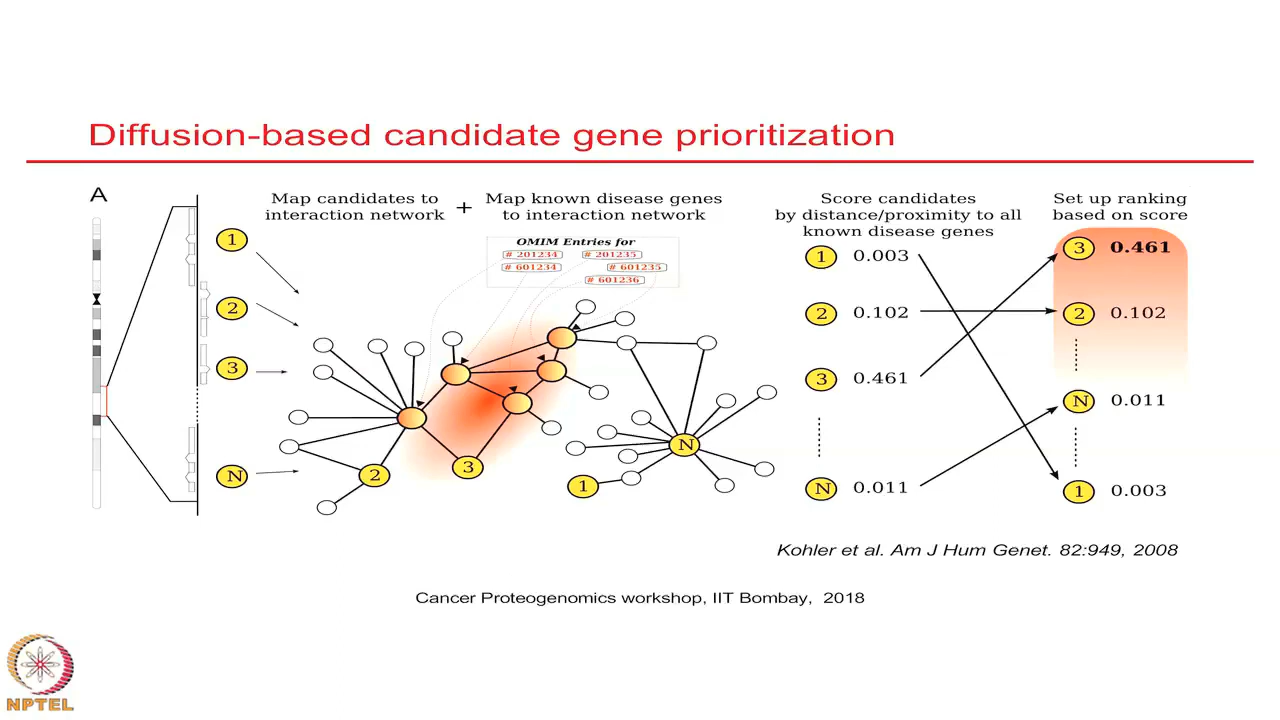 Diffusion-based candidate gene prioritization
A
Map candidates to
interaction network
+
Map known disease genes
to interaction network
OMIM Entries for
# 201234
# 201235
# 601234
# 601235
# 601236
1
2
3
N
2
3
1
N
Score candidates
by distance/proximity to all
known disease genes
1 0.003
2 0.102
3 0.461
N 0.011
Set up ranking
based on score
3 0.461
2 0.102
N 0.011
1 0.003
Kohler et al. Am J Hum Genet. 82:949, 2008
Cancer Proteogenomics workshop, IIT Bombay, 2018
NPTEL